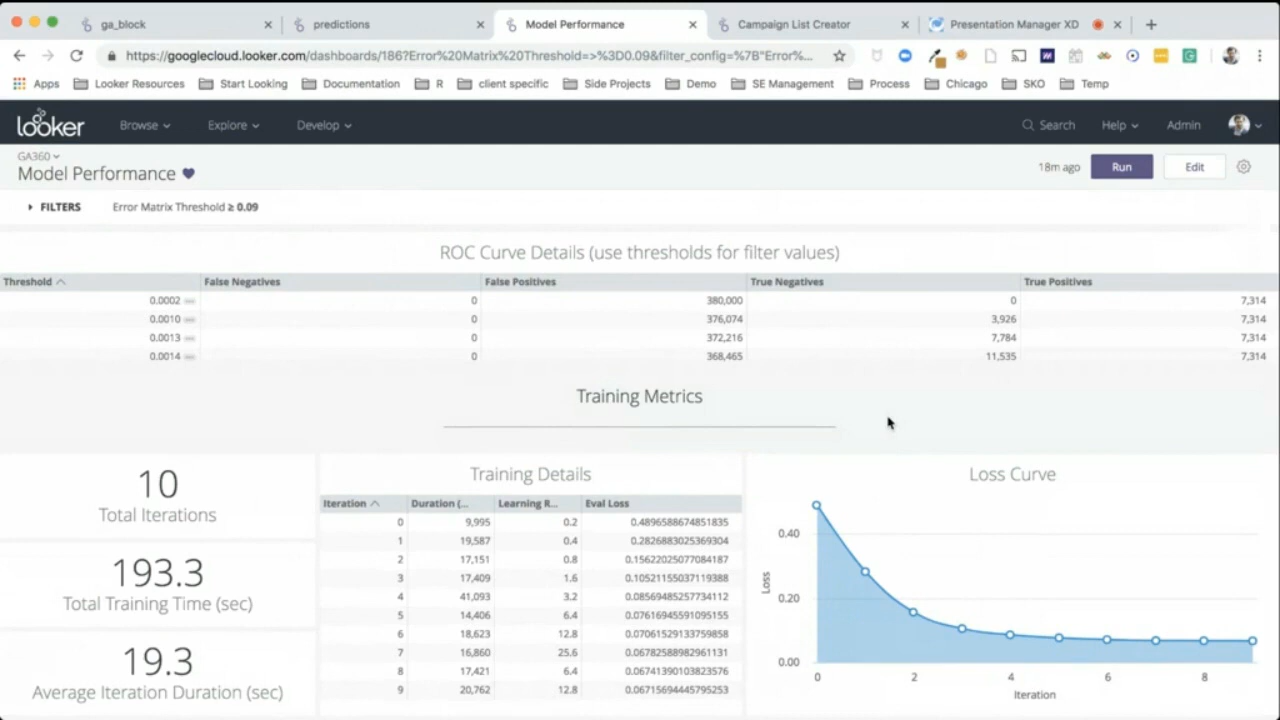 ga_block
predictions
Model Performance
Campaign List Creator
Presentation Manager XD
https://googlecloud.looker.com/dashboards/186?Error%20Matrix%20Threshold=>%3D0.09&filter_config=%7B"Error%...
Apps Looker Resources Start Looking Documentation R client specific Side Projects Demo SE Management Process Chicago SKO Temp
looker Browse Explore Develop Search Help Admin
GA360
Model Performance
18m ago Run Edit
FILTERS Error Matrix Threshold ≥ 0.09
ROC Curve Details (use thresholds for filter values)
Threshold False Negatives False Positives True Negatives True Positives
0.0002 0 380,000 0 7,314
0.0010 0 376,074 3,926 7,314
0.0013 0 372,216 7,784 7,314
0.0014 0 368,465 11,535 7,314
Training Metrics
10
Total Iterations
193.3
Total Training Time (sec)
19.3
Average Iteration Duration (sec)
Training Details
Iteration Duration (... Learning R... Eval Loss
0 9,995 0.2 0.4896588674851835
1 19,587 0.4 0.2826883025369304
2 17,151 0.8 0.15622025077084187
3 17,409 1.6 0.10521155037119388
4 41,093 3.2 0.08569485257734112
5 14,406 6.4 0.07616945591095155
6 18,623 12.8 0.07061529133759858
7 16,860 25.6 0.06782588982961131
8 17,421 6.4 0.06741390103823576
9 20,762 12.8 0.06715694445795253
Loss Curve
Loss
0.40
0.20
0.00
0 2 4 6 8
Iteration